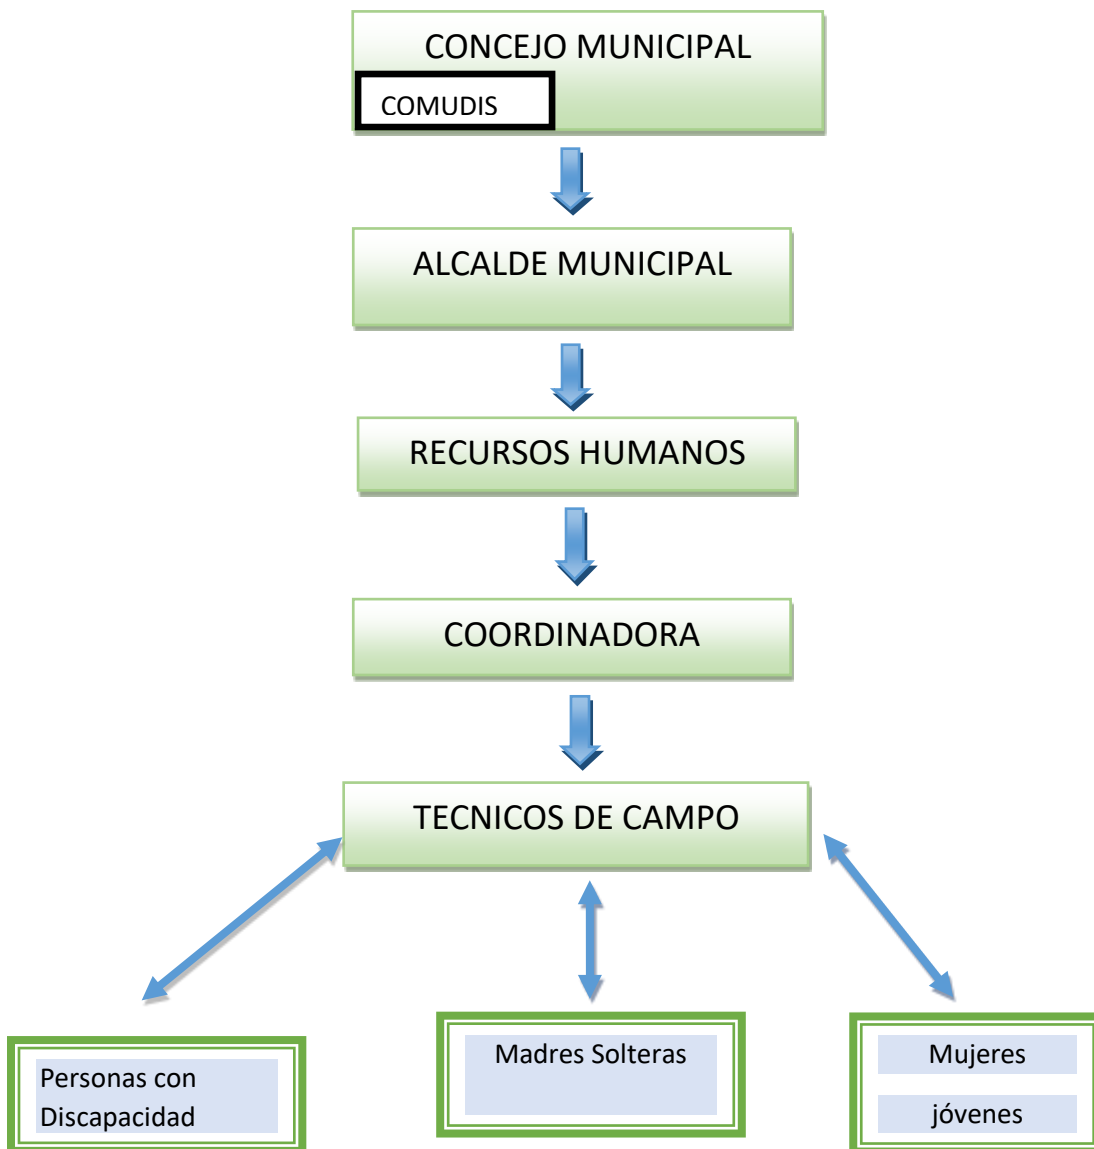 CONCEJO MUNICIPAL
COMUDIS
ALCALDE MUNICIPAL
RECURSOS HUMANOS
COORDINADORA
TECNICOS DE CAMPO
Personas con
Discapacidad
Madres Solteras
Mujeres
jóvenes